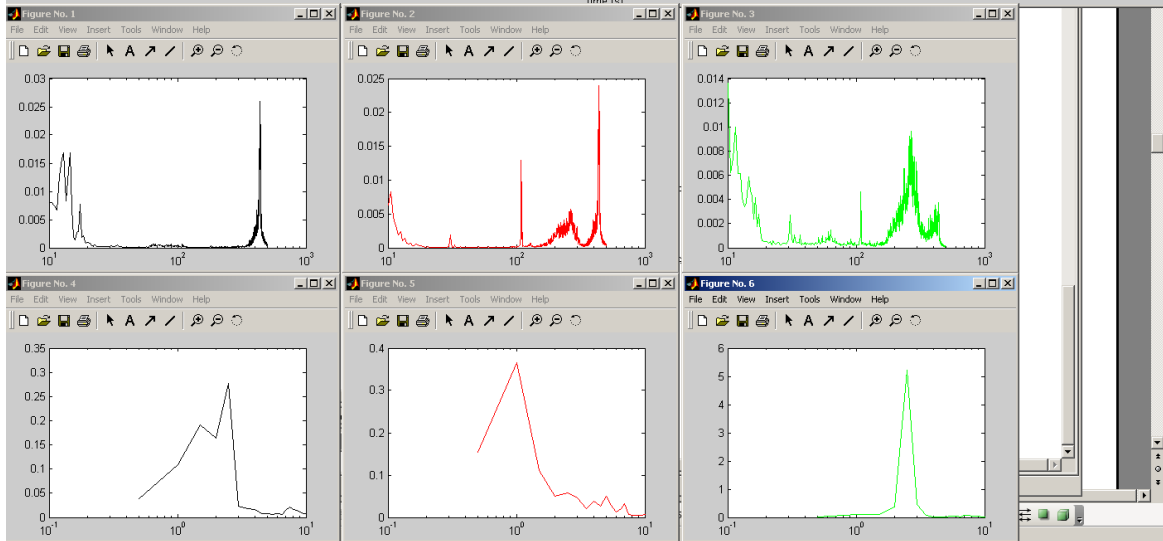 Time (s)
Figure No. 1
File Edit View Insert Tools Window Help
A
0.03
0.025
0.02
0.015
0.01
0.005
0
10^1 10^2 10^3
Figure No. 2
File Edit View Insert Tools Window Help
A
0.025
0.02
0.015
0.01
0.005
0
10^1 10^2 10^3
Figure No. 3
File Edit View Insert Tools Window Help
A
0.014
0.012
0.01
0.008
0.006
0.004
0.002
0
10^1 10^2 10^3
Figure No. 4
File Edit View Insert Tools Window Help
A
0.35
0.3
0.25
0.2
0.15
0.1
0.05
0
10^-1 10^0 10^1
Figure No. 5
File Edit View Insert Tools Window Help
A
0.4
0.3
0.2
0.1
0
10^-1 10^0 10^1
Figure No. 6
File Edit View Insert Tools Window Help
A
6
5
4
3
2
1
0
10^-1 10^0 10^1